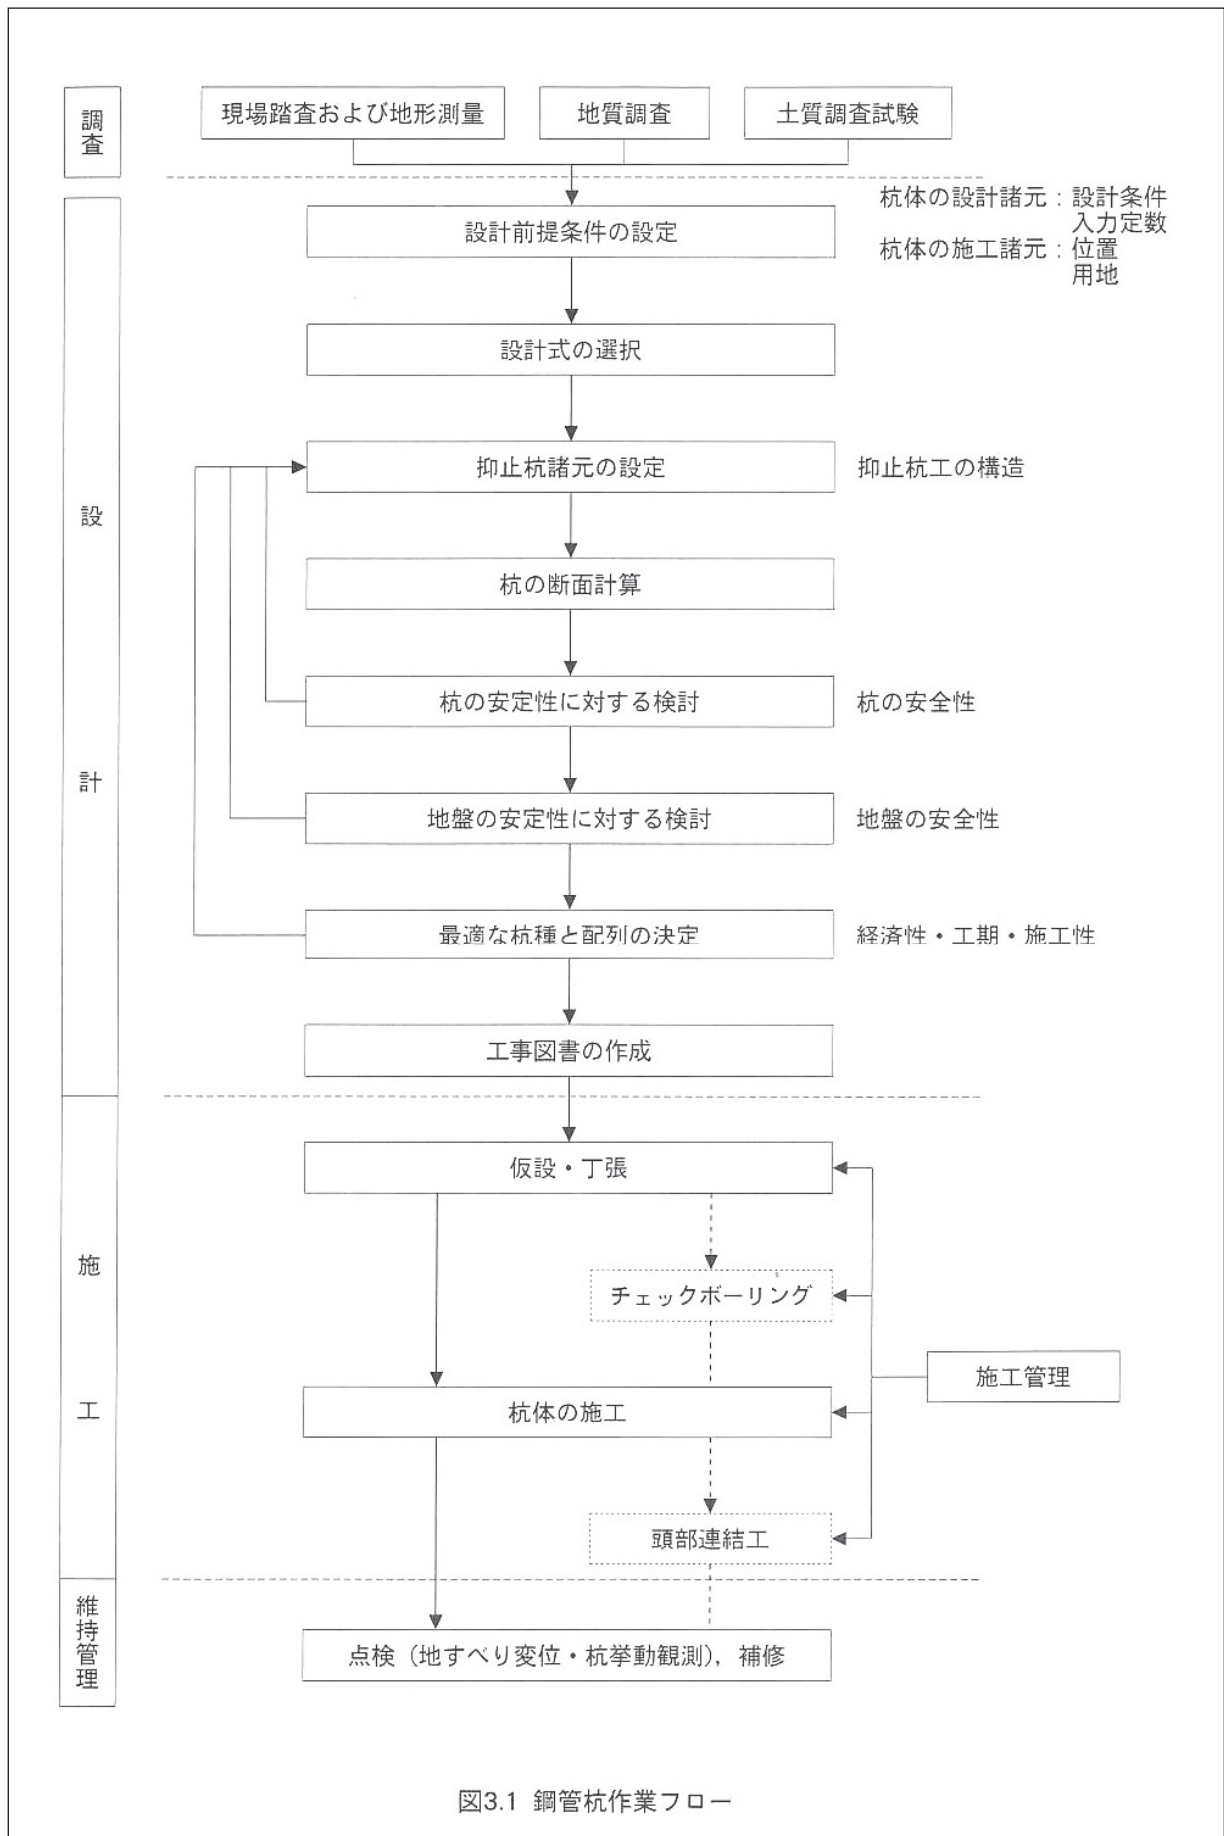 調査
現場踏査および地形測量
地質調査
土質調査試験
設計
設計前提条件の設定
杭体の設計諸元：設計条件
入力定数
杭体の施工諸元：位置
用地
設計式の選択
抑止杭諸元の設定
抑止杭工の構造
杭の断面計算
杭の安定性に対する検討
杭の安全性
地盤の安定性に対する検討
地盤の安全性
最適な杭種と配列の決定
経済性・工期・施工性
工事図書の作成
施工
仮設・丁張
チェックボーリング
施工管理
杭体の施工
頭部連結工
維持管理
点検（地すべり変位・杭挙動観測），補修
図3.1 鋼管杭作業フロー